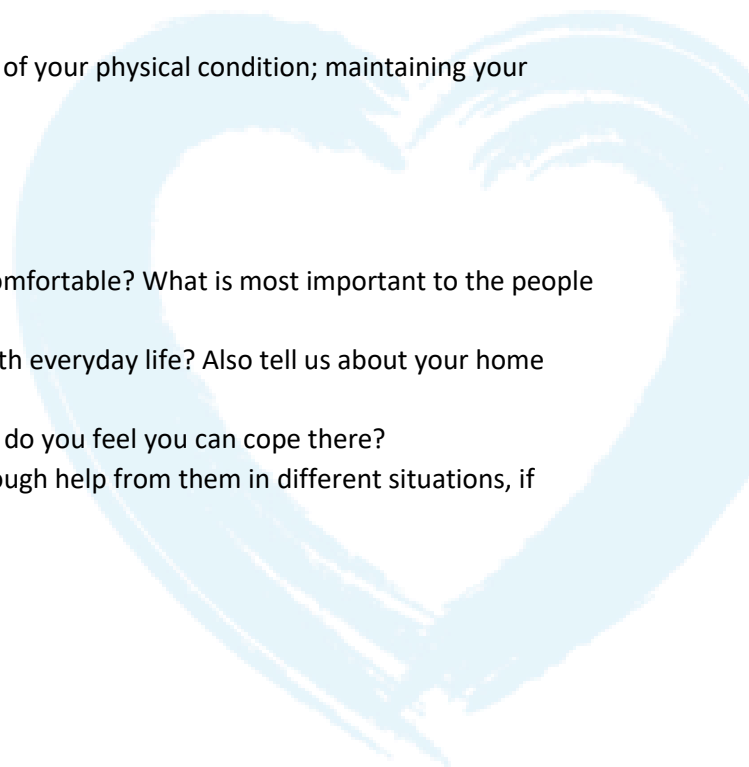 of your physical condition; maintaining your
omfortable? What is most important to the people
th everyday life? Also tell us about your home
do you feel you can cope there?
ough help from them in different situations, if